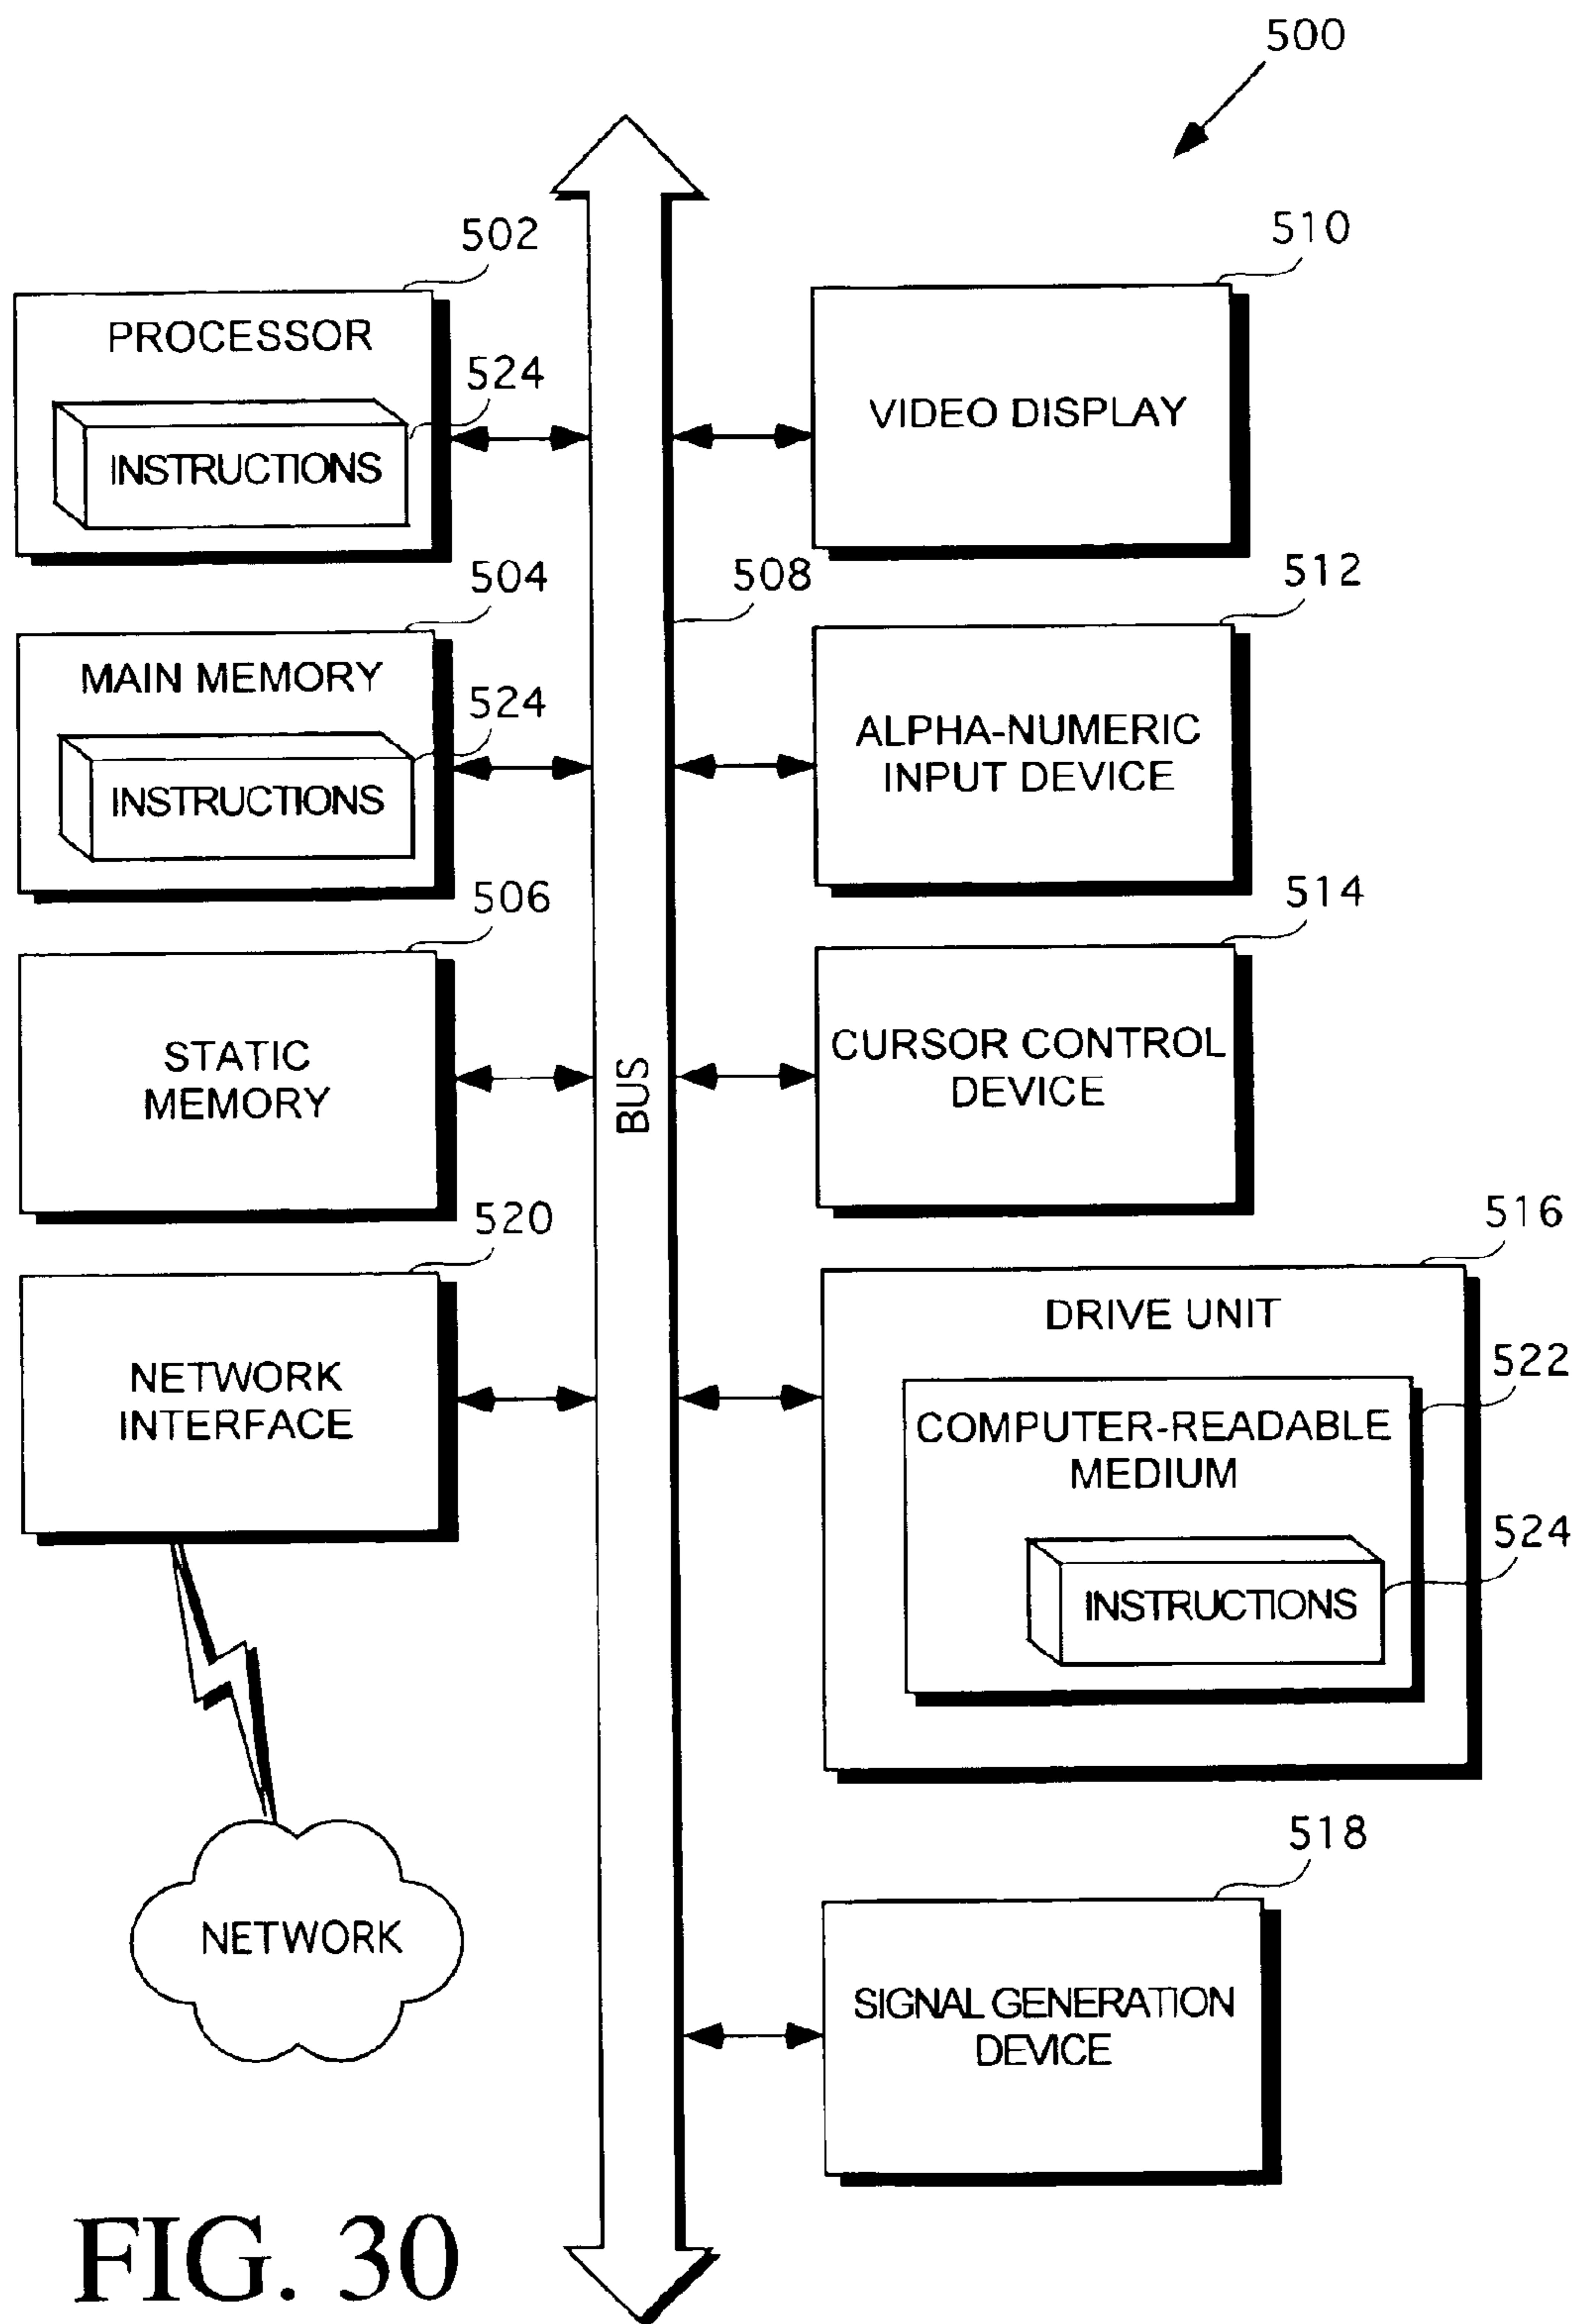 500
502
PROCESSOR
524
INSTRUCTIONS
504
MAIN MEMORY
524
INSTRUCTIONS
506
STATIC
MEMORY
520
NETWORK
INTERFACE
NETWORK
BUS
508
510
VIDEO DISPLAY
512
ALPHA-NUMERIC
INPUT DEVICE
514
CURSOR CONTROL
DEVICE
516
DRIVE UNIT
522
COMPUTER-READABLE
MEDIUM
524
INSTRUCTIONS
518
SIGNAL GENERATION
DEVICE
FIG. 30